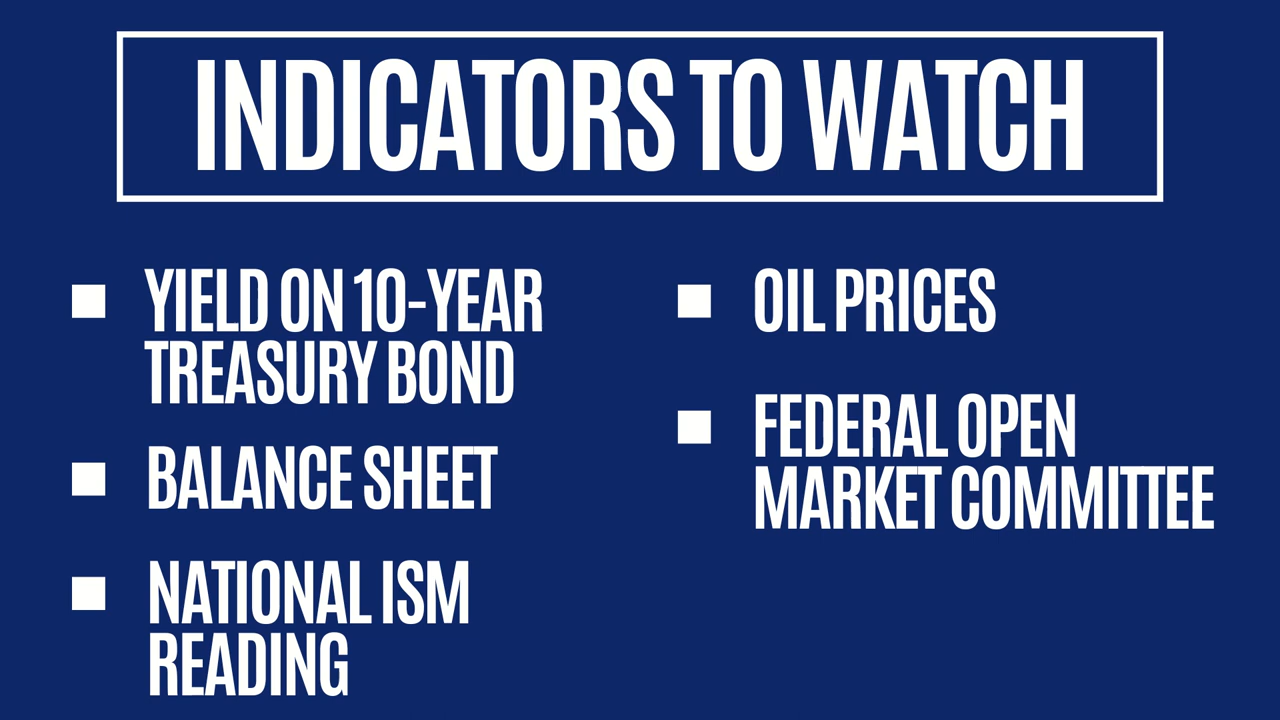 INDICATORS TO WATCH
YIELD ON 10-YEAR
TREASURY BOND
BALANCE SHEET
NATIONAL ISM
READING
OIL PRICES
FEDERAL OPEN
MARKET COMMITTEE